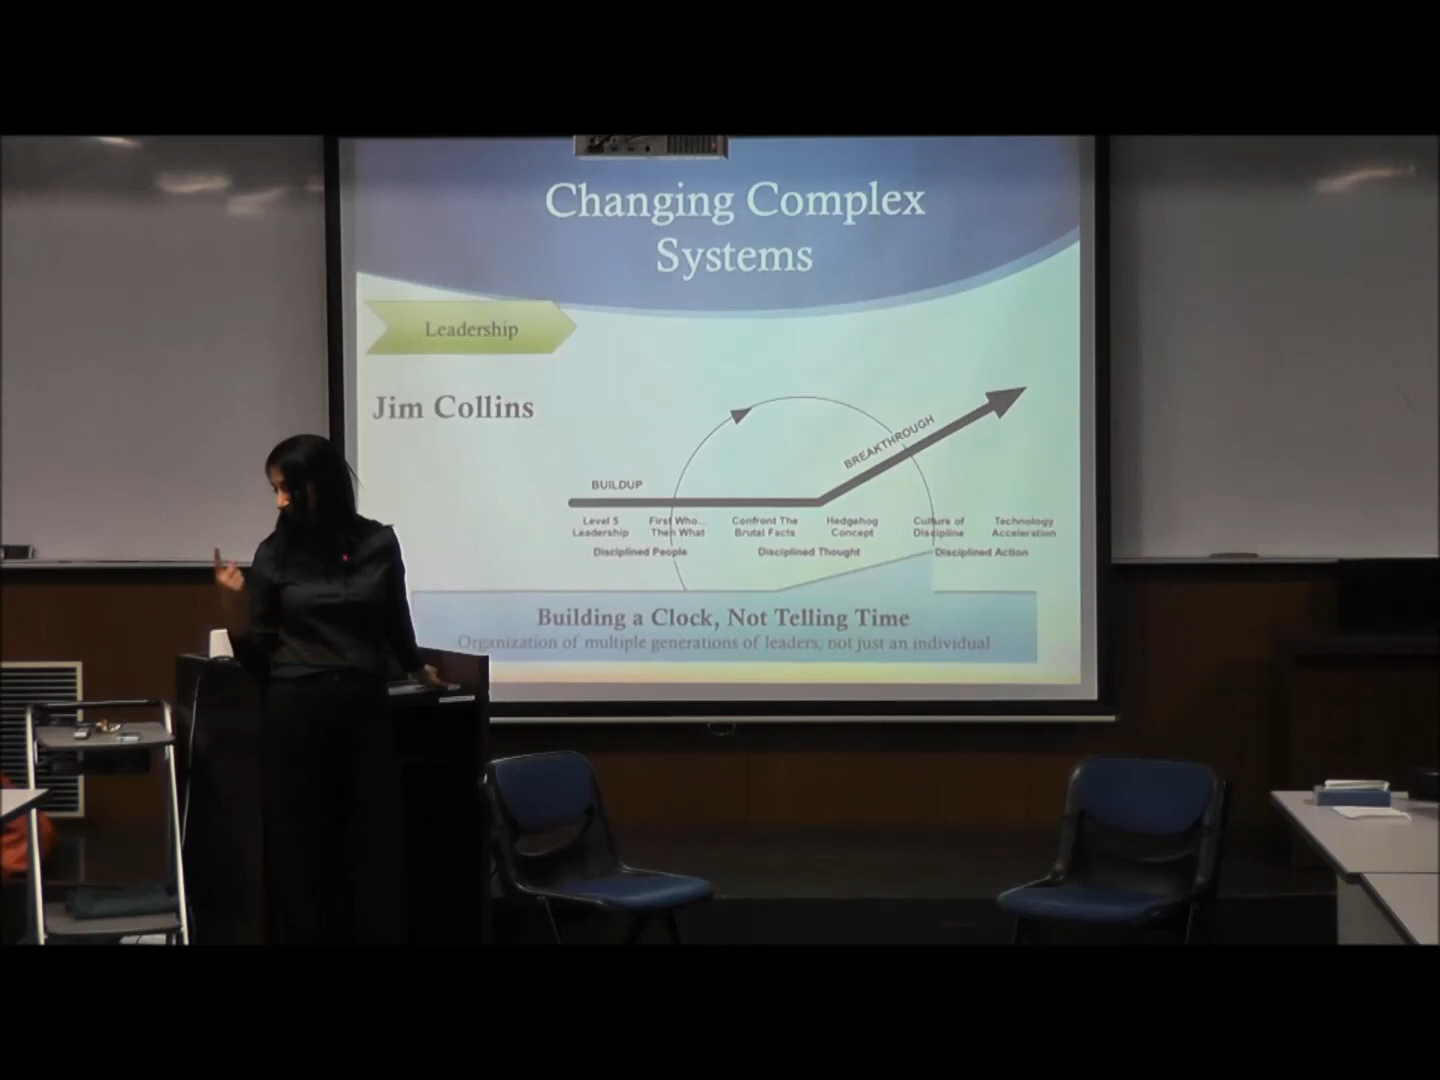 Changing Complex
Systems
Leadership
Jim Collins
BREAKTHROUGH
BUILDUP
Level 5
Leadership
First Who...
Then What
Confront The
Brutal Facts
Hedgehog
Concept
Culture of
Discipline
Technology
Acceleration
Disciplined People
Disciplined Thought
Disciplined Action
Building a Clock, Not Telling Time
Organization of multiple generations of leaders, not just an individual